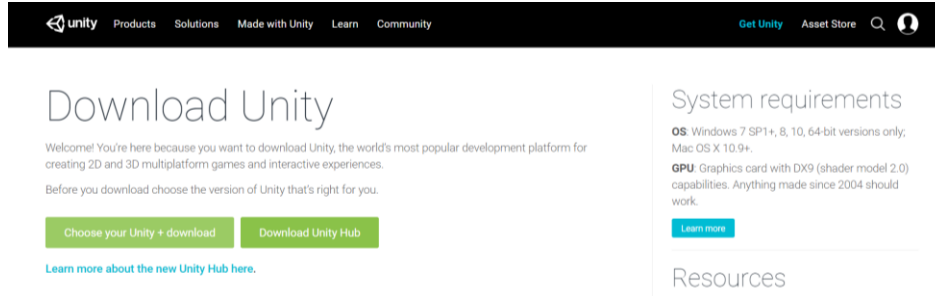 unity Products Solutions Made with Unity Learn Community Get Unity Asset Store
Download Unity
Welcome! You're here because you want to download Unity, the world's most popular development platform for
creating 2D and 3D multiplatform games and interactive experiences.
Before you download choose the version of Unity that's right for you.
Choose your Unity + download Download Unity Hub
Learn more about the new Unity Hub here.
System requirements
OS: Windows 7 SP1+, 8, 10, 64-bit versions only;
Mac OS X 10.9+.
GPU: Graphics card with DX9 (shader model 2.0)
capabilities. Anything made since 2004 should
work.
Learn more
Resources